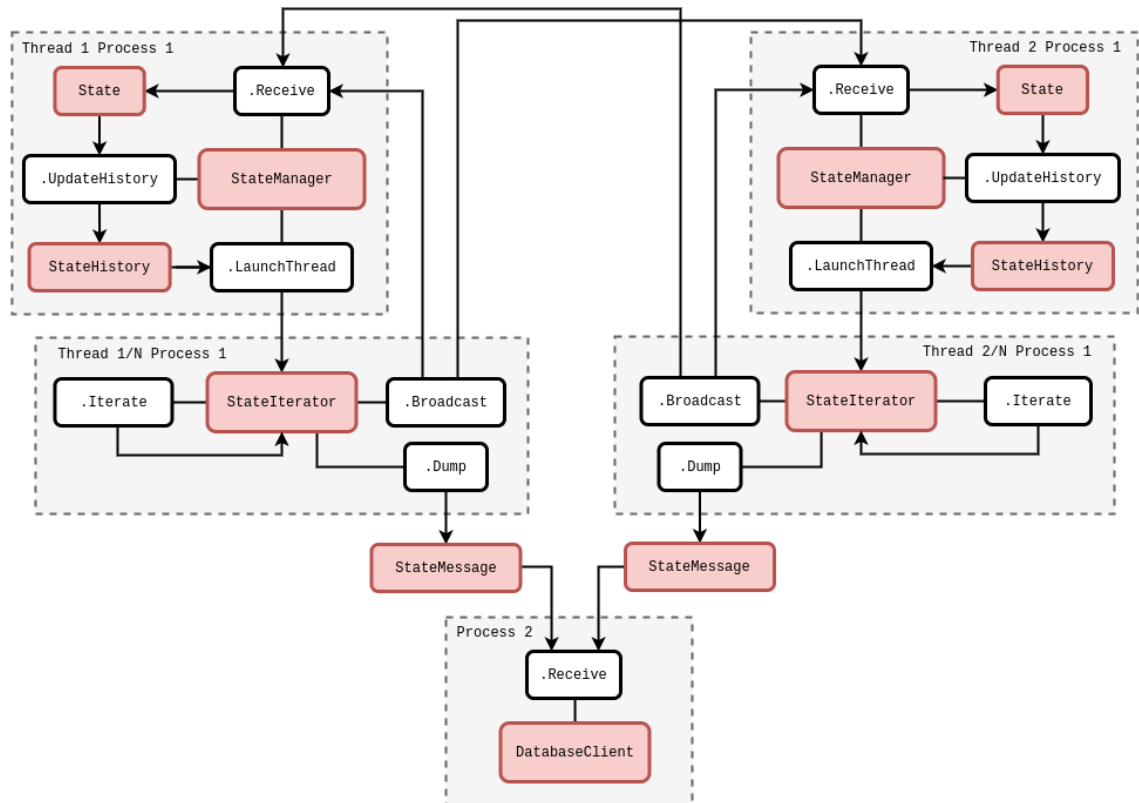 Thread 1 Process 1
State
.Receive
.UpdateHistory
StateManager
StateHistory
.LaunchThread
Thread 2 Process 1
.Receive
State
StateManager
.UpdateHistory
.LaunchThread
StateHistory
Thread 1/N Process 1
.Iterate
StateIterator
.Broadcast
.Dump
Thread 2/N Process 1
.Broadcast
StateIterator
.Iterate
.Dump
StateMessage
StateMessage
Process 2
.Receive
DatabaseClient